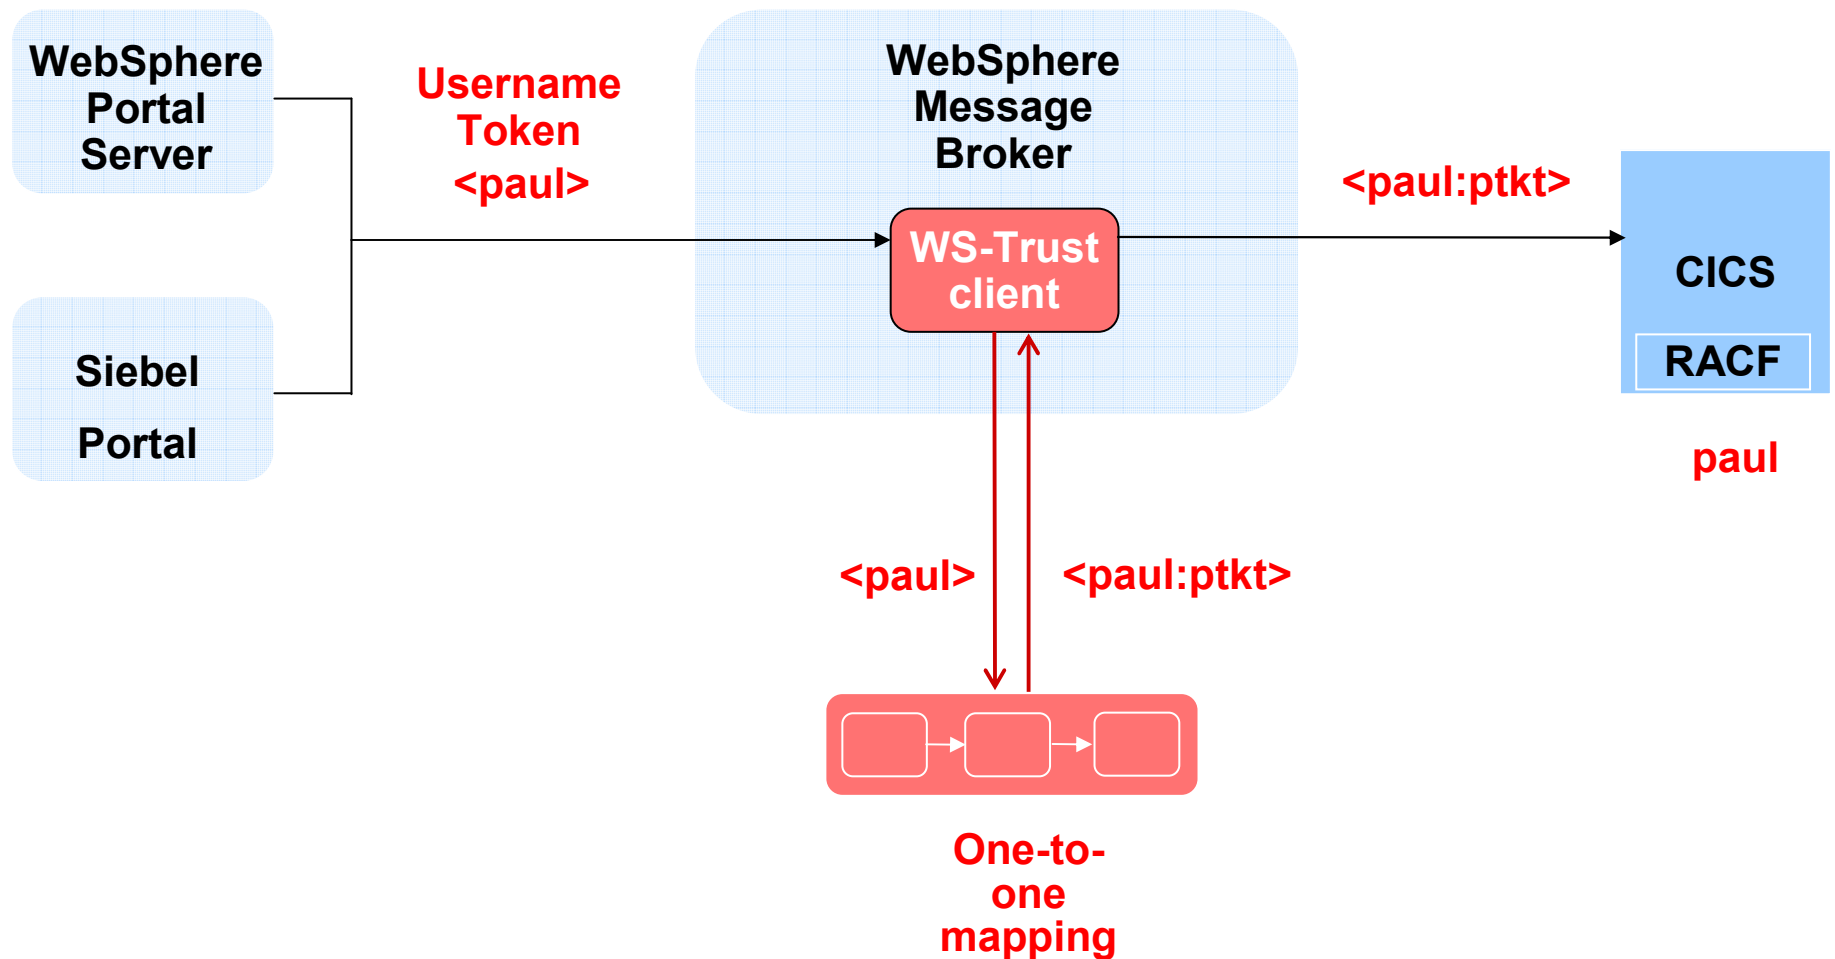 WebSphere
Portal
Server
Username
Token
<paul>
WebSphere
Message
Broker
WS-Trust
client
<paul:ptkt>
CICS
RACF
paul
Siebel
Portal
<paul>
<paul:ptkt>
One-to-
one
mapping